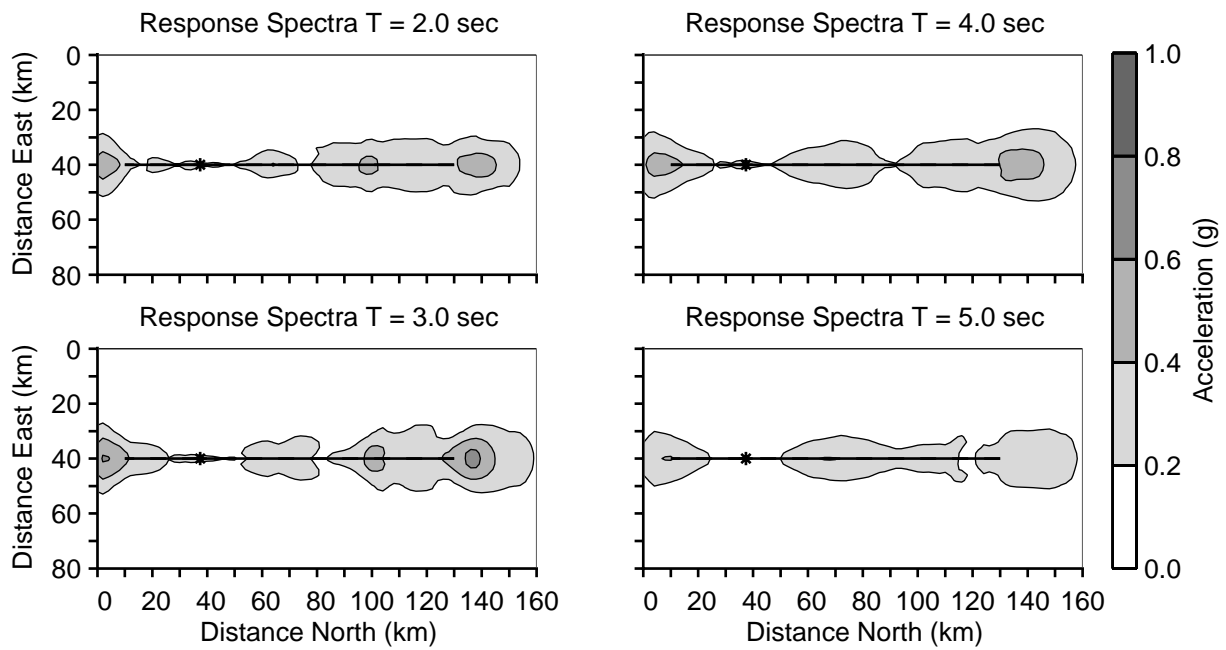 Response Spectra T = 2.0 sec
Response Spectra T = 4.0 sec
Distance East (km)
0
20
40
60
80
0 20 40 60 80 100 120 140 160
0 20 40 60 80 100 120 140 160
1.0
0.8
0.6
0.4
0.2
0.0
Acceleration (g)
Response Spectra T = 3.0 sec
Response Spectra T = 5.0 sec
Distance East (km)
0
20
40
60
80
Distance North (km)
Distance North (km)